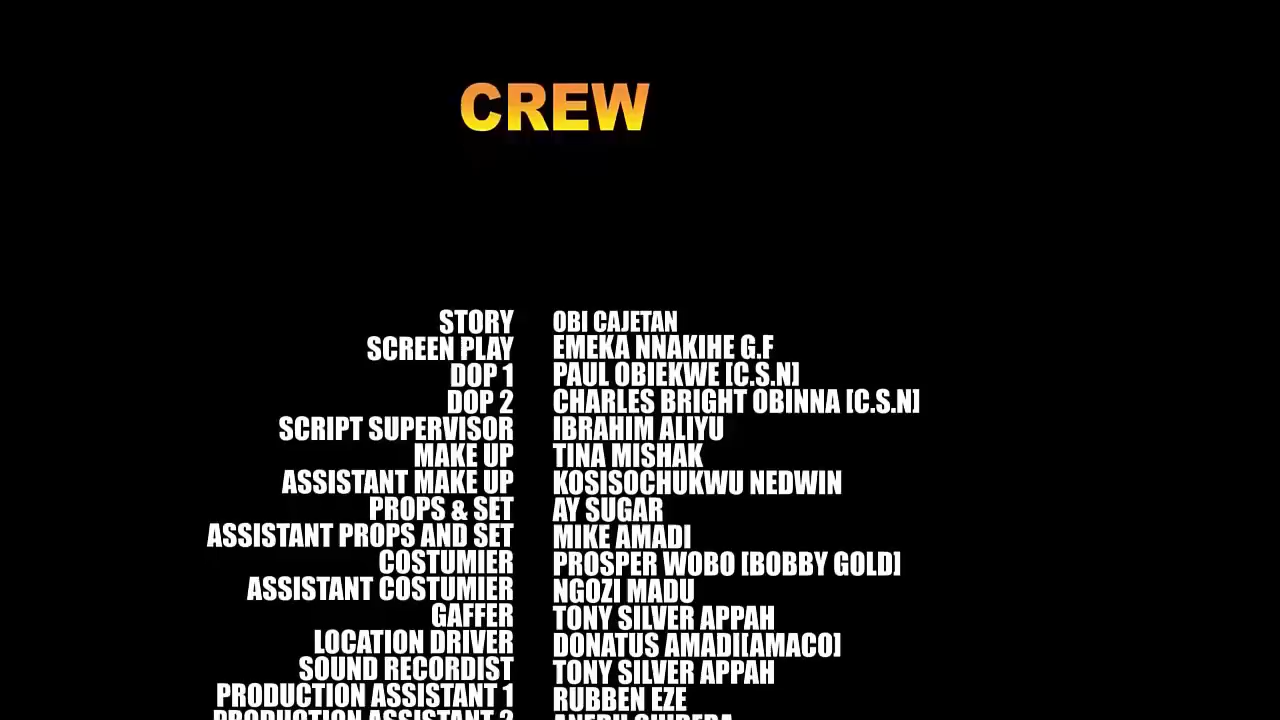 CREW
STORY OBI CAJETAN
SCREEN PLAY EMEKA NNAKIHE G.F
DOP 1 PAUL OBIEKWE [C.S.N]
DOP 2 CHARLES BRIGHT OBINNA [C.S.N]
SCRIPT SUPERVISOR IBRAHIM ALIYU
MAKE UP TINA MISHAK
ASSISTANT MAKE UP KOSISOCHUKWU NEDWIN
PROPS & SET AY SUGAR
ASSISTANT PROPS AND SET MIKE AMADI
COSTUMIER PROSPER WOBO [BOBBY GOLD]
ASSISTANT COSTUMIER NGOZI MADU
GAFFER TONY SILVER APPAH
LOCATION DRIVER DONATUS AMADI[AMACO]
SOUND RECORDIST TONY SILVER APPAH
PRODUCTION ASSISTANT 1 RUBBEN EZE
PRODUCTION ASSISTANT 2